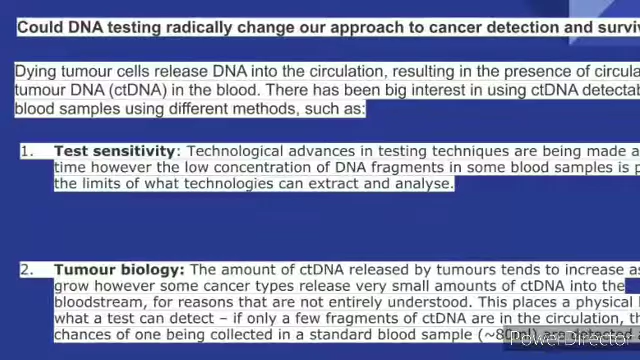 Could DNA testing radically change our approach to cancer detection and
Dying tumour cells release DNA into the circulation, resulting in the presence of
tumour DNA (ctDNA) in the blood. There has been big interest in using ctDNA
blood samples using different methods, such as:
1. Test sensitivity: Technological advances in testing techniques are being made a
time however the low concentration of DNA fragments in some blood samples is
the limits of what technologies can extract and analyse.
2. Tumour biology: The amount of ctDNA released by tumours tends to increase
grow however some cancer types release very small amounts of ctDNA into the
bloodstream, for reasons that are not entirely understood. This places a physical
what a test can detect – if only a few fragments of ctDNA are in the circulation,
chances of one being collected in a standard blood sample are detected
PowerDirector